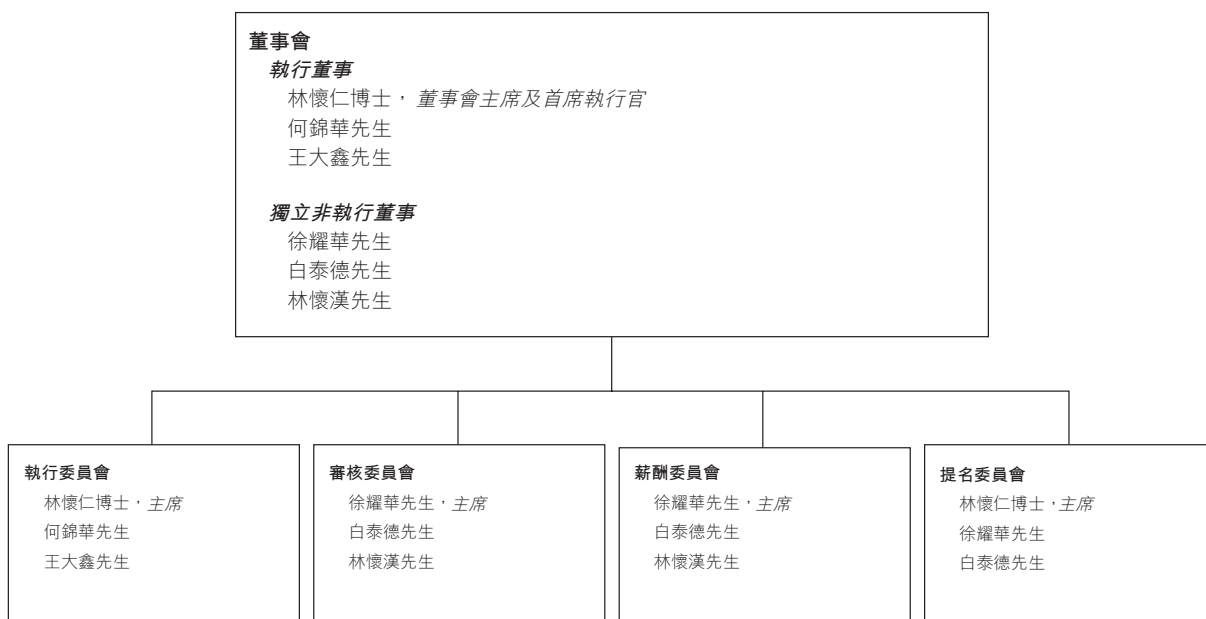 董事會
執行董事
林懷仁博士，董事會主席及首席執行官
何錦華先生
王大鑫先生
獨立非執行董事
徐耀華先生
白泰德先生
林懷漢先生
執行委員會
林懷仁博士，主席
何錦華先生
王大鑫先生
審核委員會
徐耀華先生，主席
白泰德先生
林懷漢先生
薪酬委員會
徐耀華先生，主席
白泰德先生
林懷漢先生
提名委員會
林懷仁博士，主席
徐耀華先生
白泰德先生